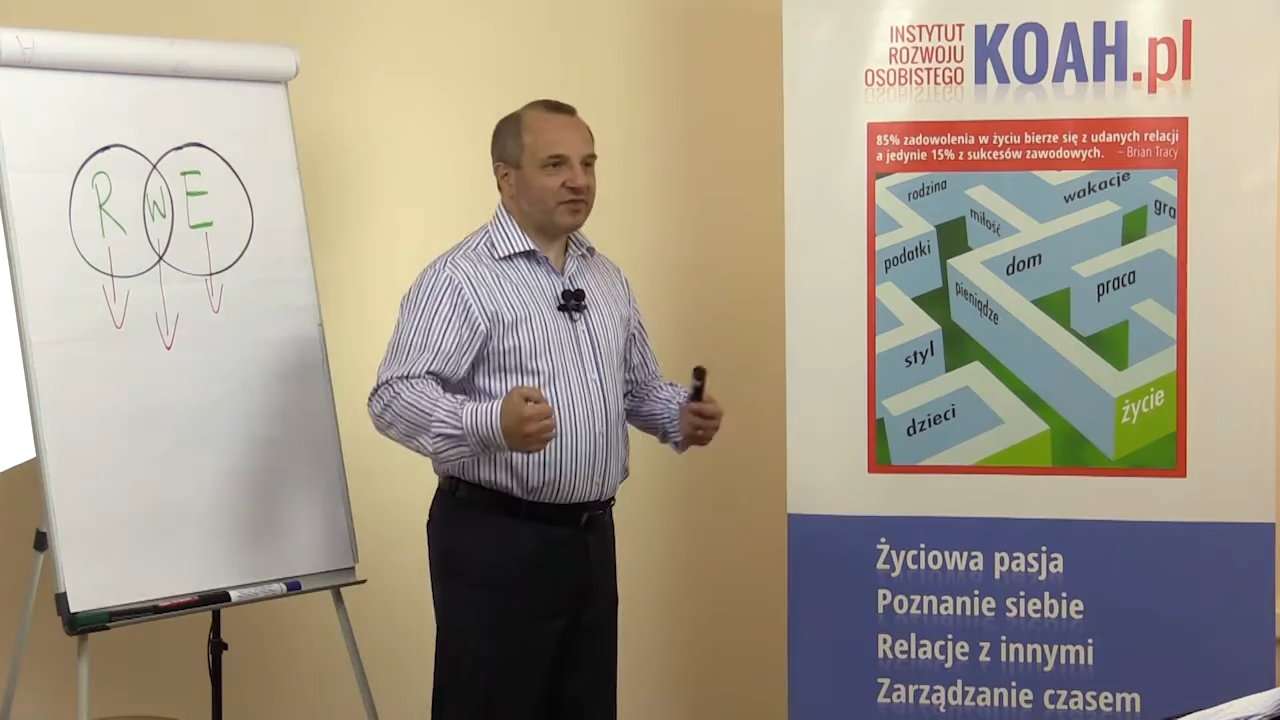 R W E
INSTYTUT
ROZWOJU
OSOBISTEGO
KOAH.pl
85% zadowolenia w życiu bierze się z udanych relacji
a jedynie 15% z sukcesów zawodowych. – Brian Tracy
rodzina
wakacje
miłość
gra
podatki
dom
praca
pieniądze
styl
życie
dzieci
Życiowa pasja
Poznanie siebie
Relacje z innymi
Zarządzanie czasem